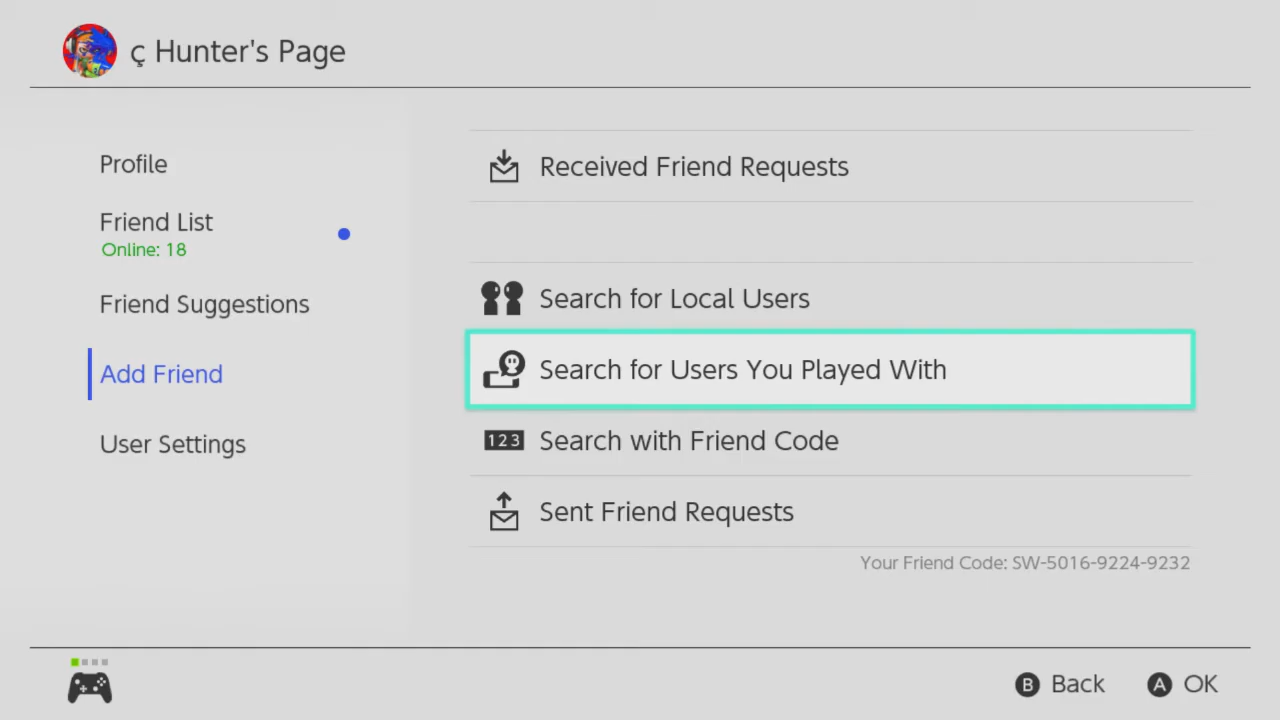 ç Hunter's Page
Profile
Friend List
Online: 18
Friend Suggestions
Add Friend
User Settings
Received Friend Requests
Search for Local Users
Search for Users You Played With
123 Search with Friend Code
Sent Friend Requests
Your Friend Code: SW-5016-9224-9232
B Back
A OK